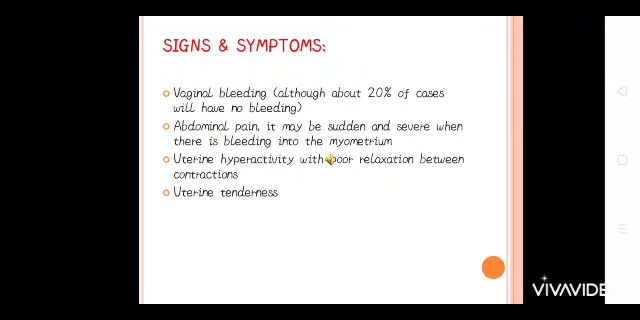 SIGNS & SYMPTOMS:
Vaginal bleeding (although about 20% of cases
will have no bleeding)
Abdominal pain, it may be sudden and severe when
there is bleeding into the myometrium
Uterine hyperactivity with poor relaxation between
contractions
Uterine tenderness
VIVAVIDE